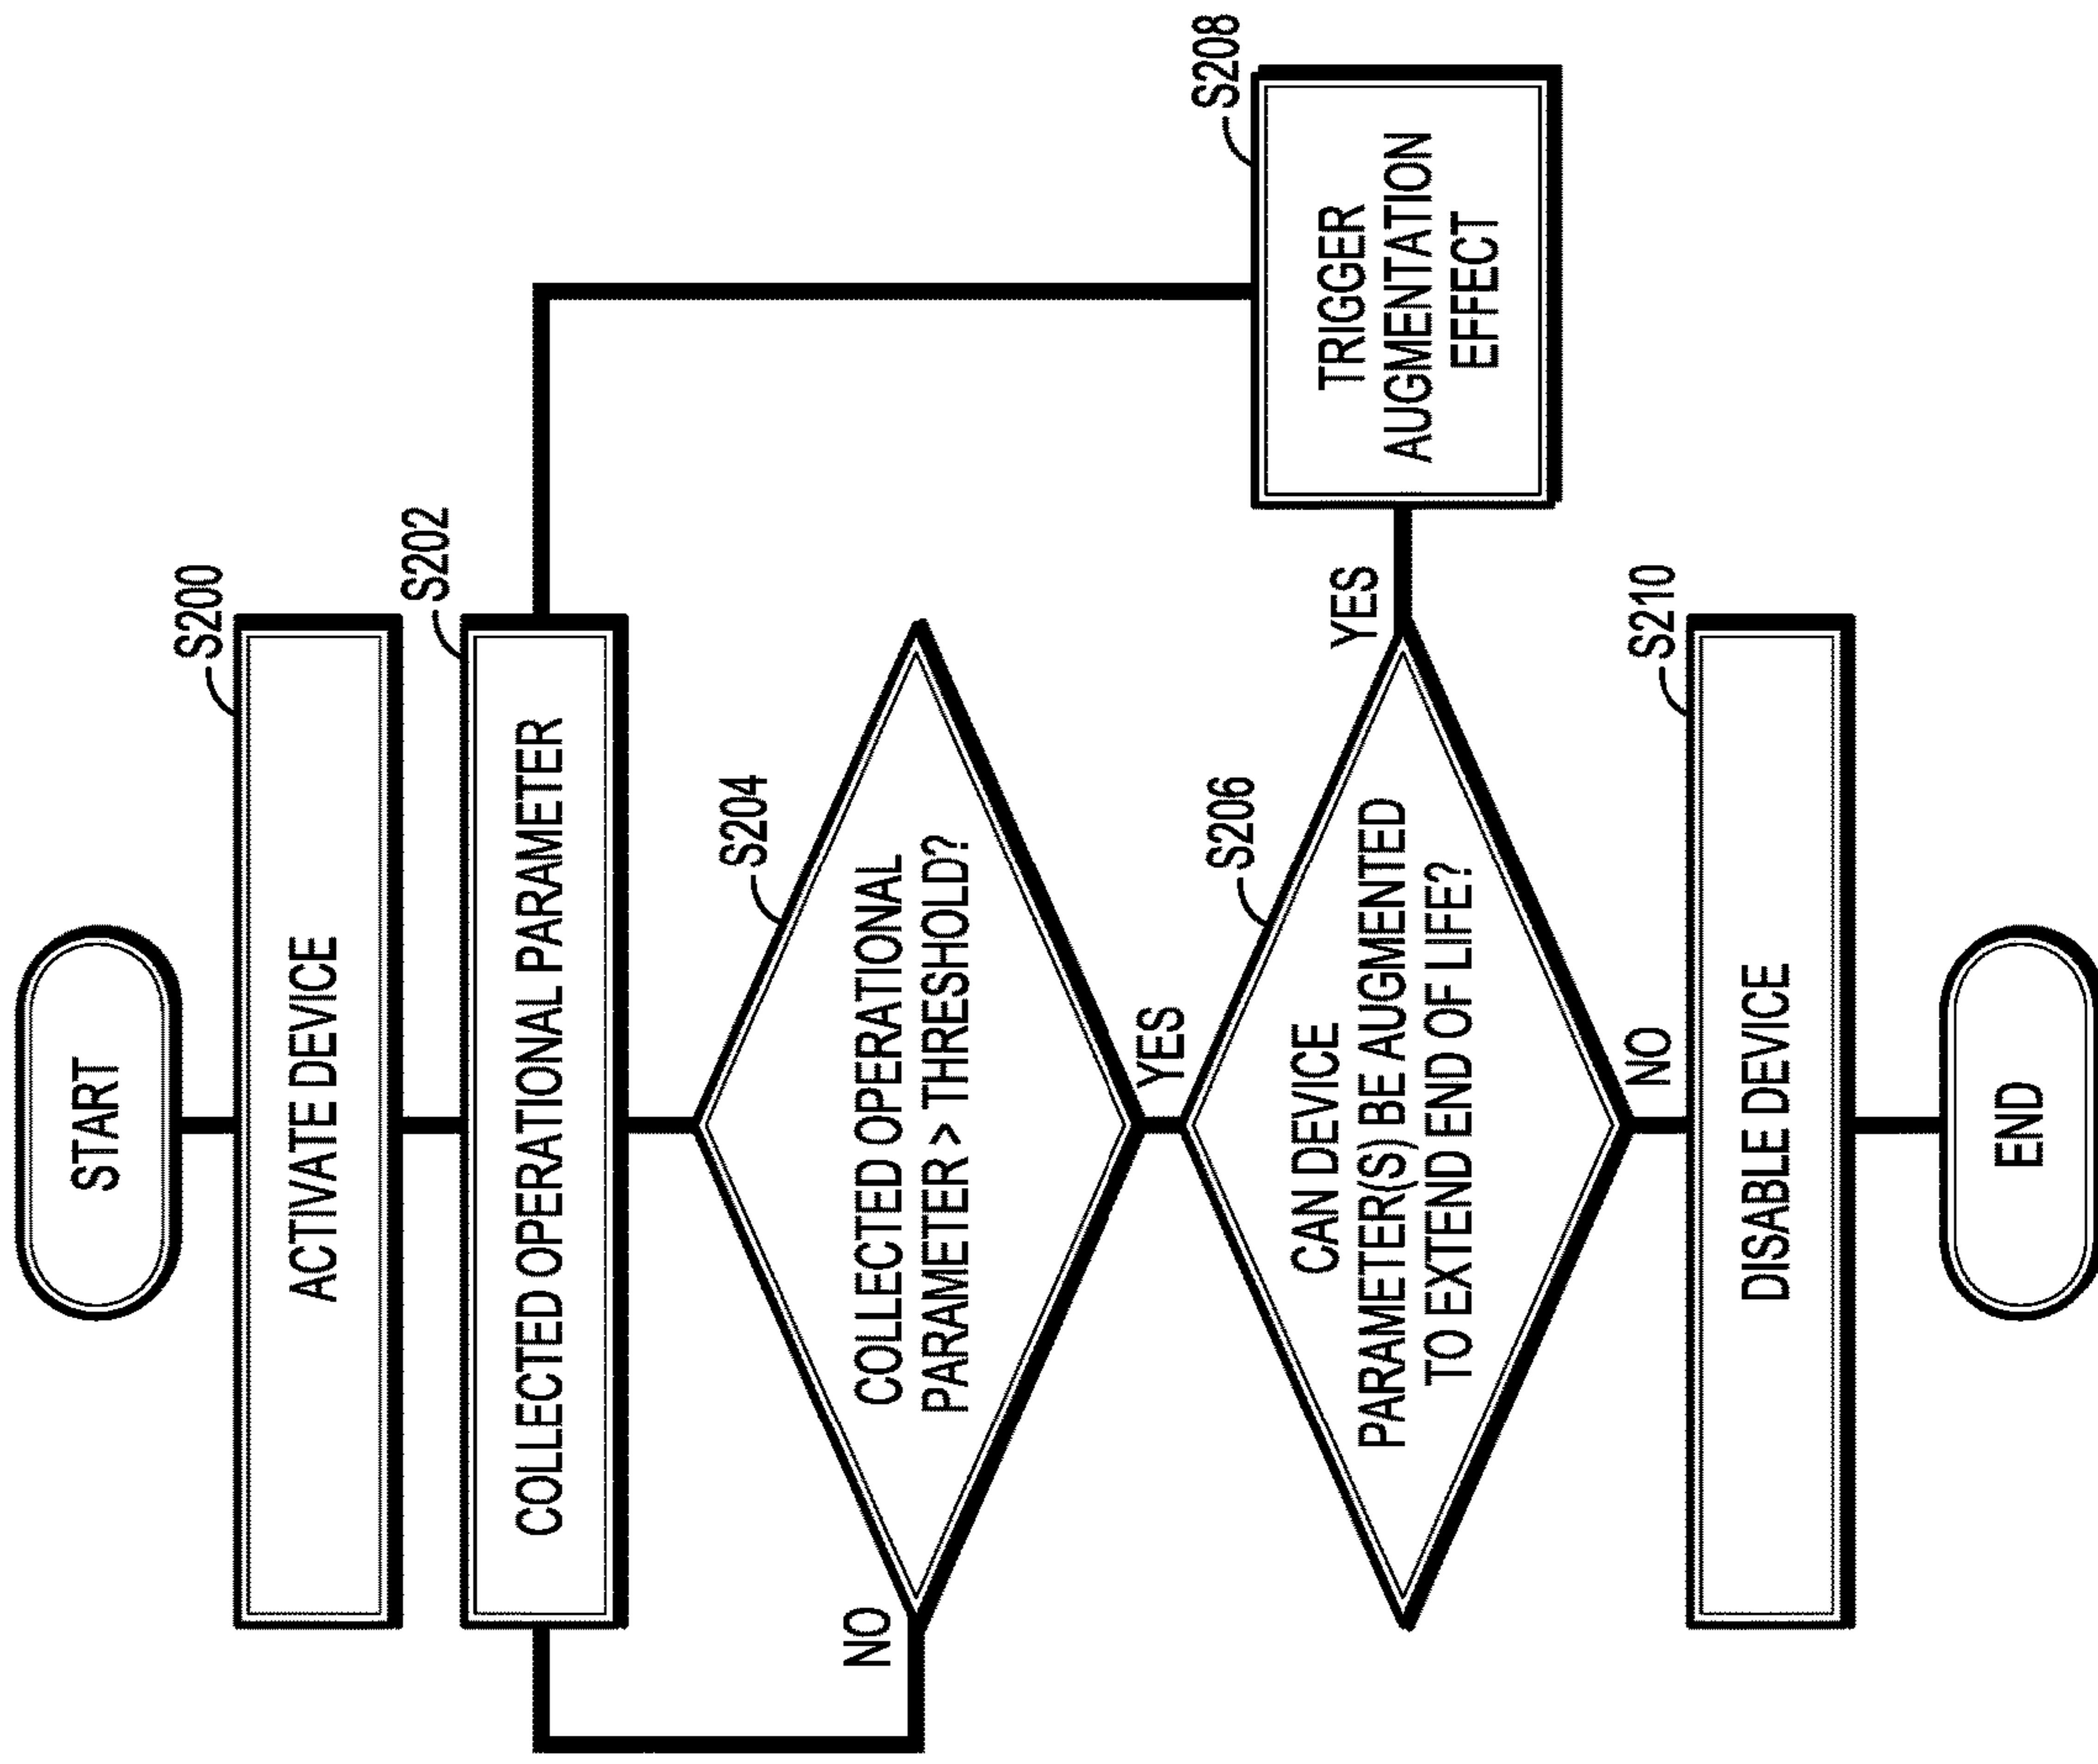 START
S200
ACTIVATE DEVICE
S202
COLLECTED OPERATIONAL PARAMETER
S204
COLLECTED OPERATIONAL
PARAMETER > THRESHOLD?
NO
YES
S206
CAN DEVICE
PARAMETER(S) BE AUGMENTED
TO EXTEND END OF LIFE?
YES
S208
TRIGGER
AUGMENTATION
EFFECT
NO
S210
DISABLE DEVICE
END